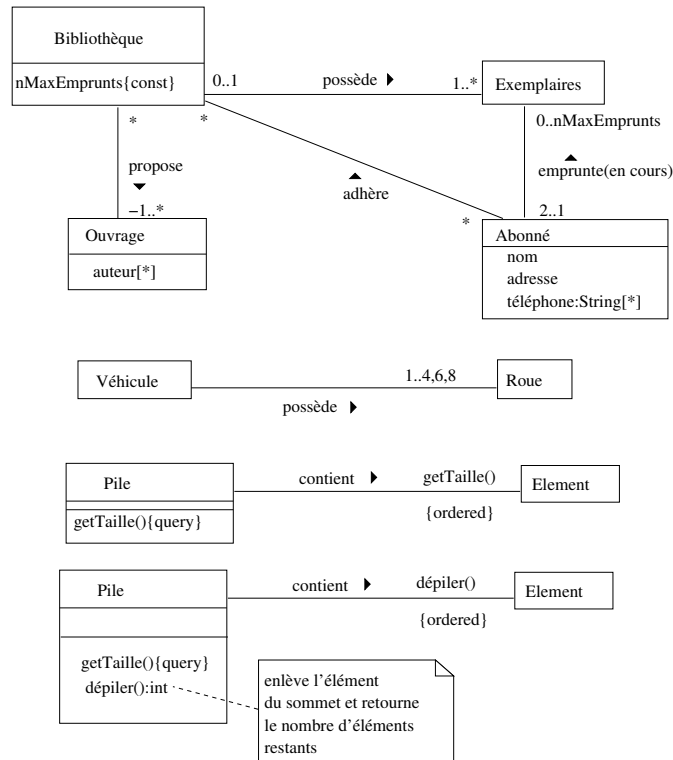 Bibliothèque
nMaxEmprunts{const}
0..1
possède
1..*
Exemplaires
*
*
0..nMaxEmprunts
propose
emprunte(en cours)
adhère
−1..*
*
2..1
Ouvrage
auteur[*]
Abonné
nom
adresse
téléphone:String[*]
Véhicule
1..4,6,8
Roue
possède
Pile
getTaille(){query}
contient
getTaille()
{ordered}
Element
Pile
getTaille(){query}
dépiler():int
contient
dépiler()
{ordered}
Element
enlève l'élément
du sommet et retourne
le nombre d'éléments
restants